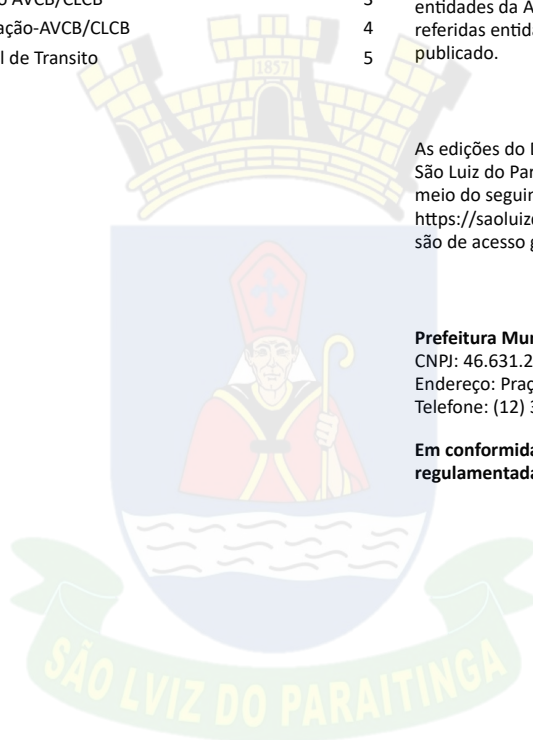 AVCB/CLCB 3
ação-AVCB/CLCB 4
l de Transito 5
entidades da A
referidas entida
publicado.
As edições do
São Luiz do Par
meio do seguin
https://saoluiz
são de acesso g
Prefeitura Mun
CNPJ: 46.631.2
Endereço: Praç
Telefone: (12) 3
Em conformida
regulamentada
1857
SÃO LVIZ DO PARAITINGA